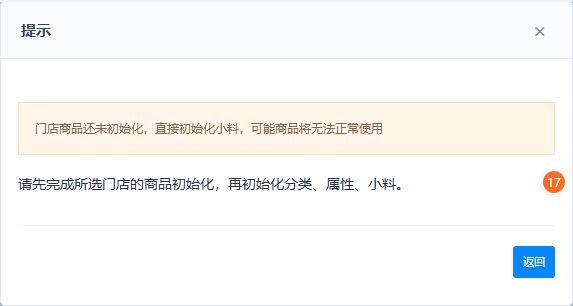 提示
门店商品还未初始化，直接初始化小料，可能商品将无法正常使用
请先完成所选门店的商品初始化，再初始化分类、属性、小料。
17
返回